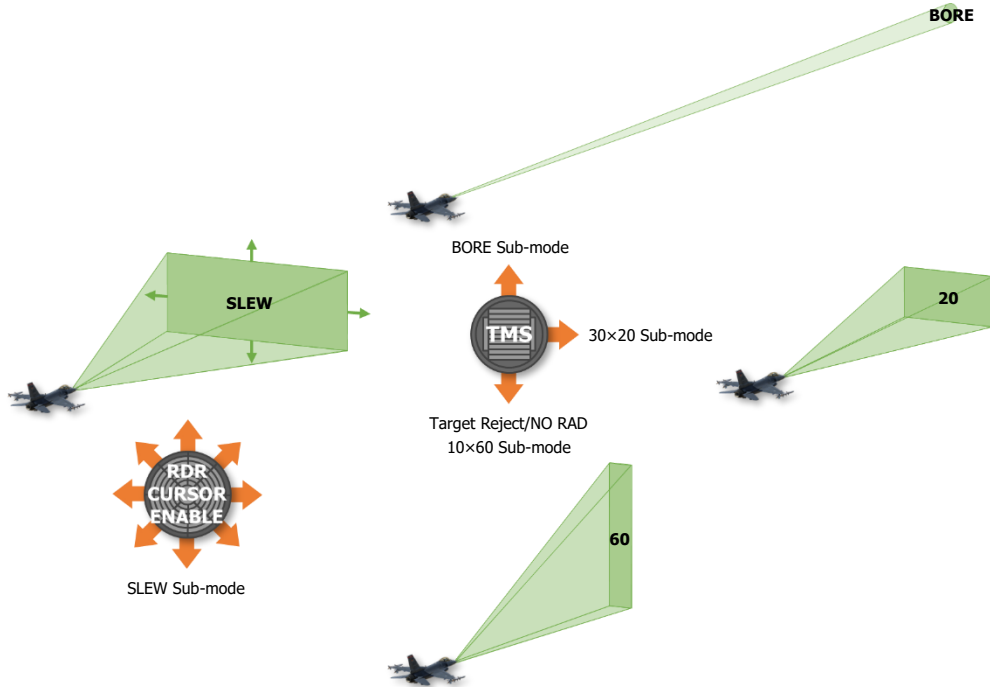 BORE
BORE Sub-mode
SLEW
TMS
30×20 Sub-mode
20
Target Reject/NO RAD
10×60 Sub-mode
RDR
CURSOR
ENABLE
60
SLEW Sub-mode